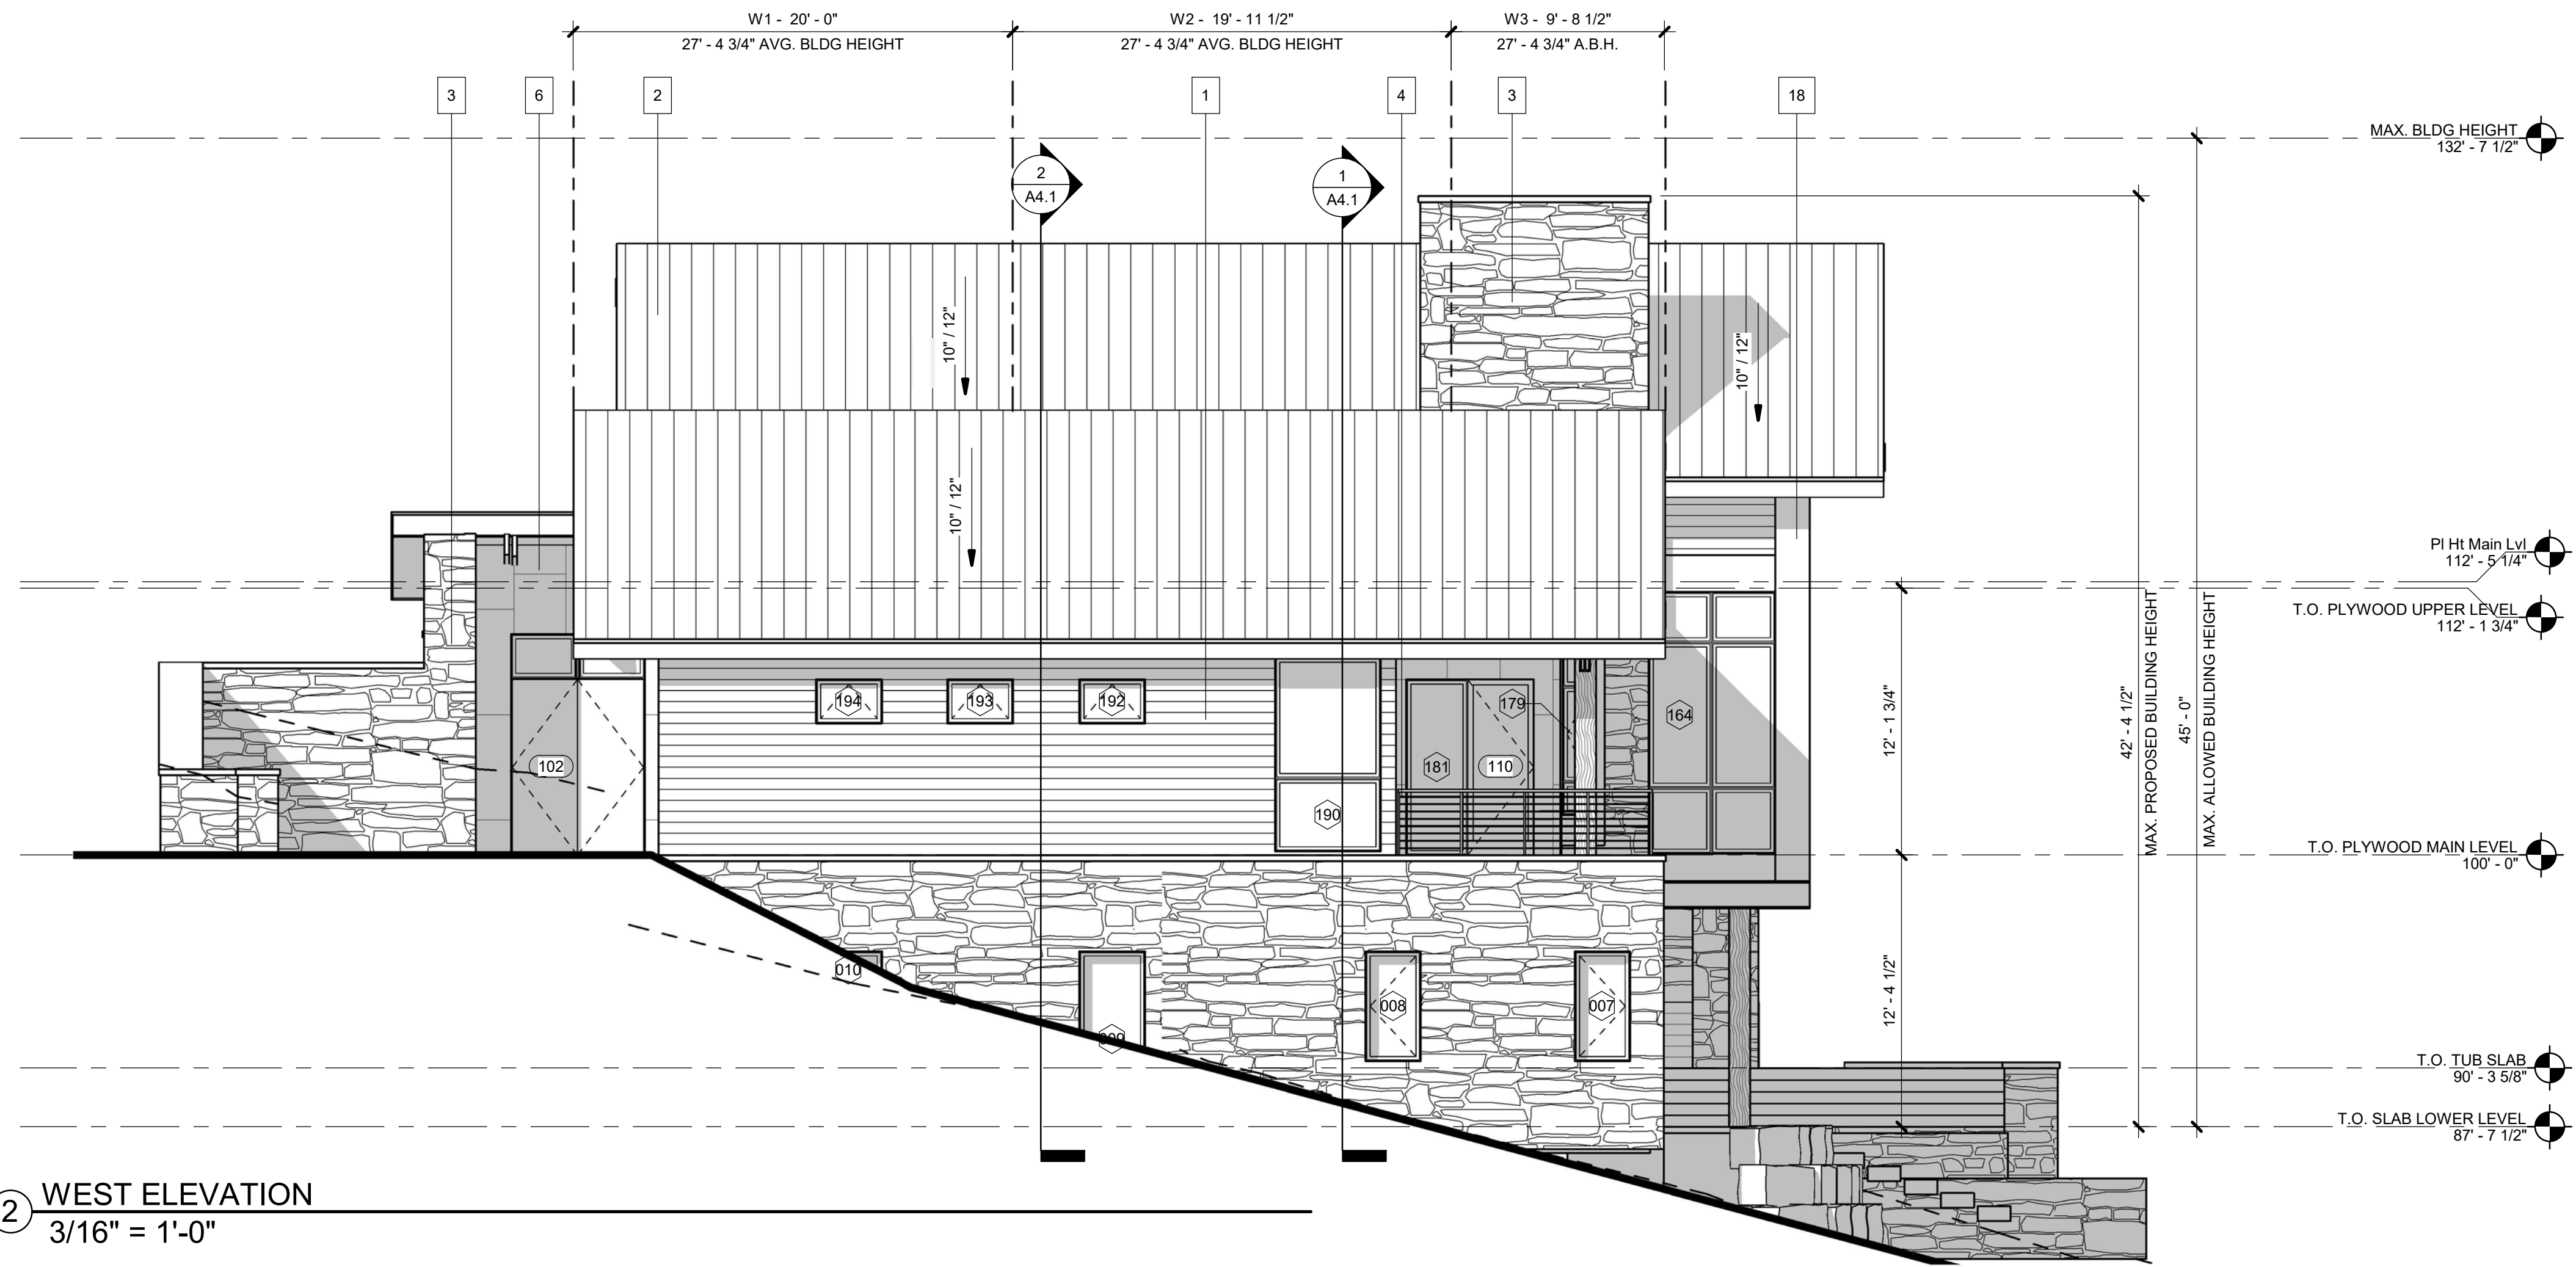 W1 - 20' - 0"
27' - 4 3/4" AVG. BLDG HEIGHT
W2 - 19' - 11 1/2"
27' - 4 3/4" AVG. BLDG HEIGHT
W3 - 9' - 8 1/2"
27' - 4 3/4" A.B.H.
3
6
2
1
4
3
18
MAX. BLDG HEIGHT
132' - 7 1/2"
2
A4.1
1
A4.1
10" / 12"
10" / 12"
10" / 12"
Pl Ht Main Lvl
112' - 5 1/4"
T.O. PLYWOOD UPPER LEVEL
112' - 1 3/4"
194
193
192
179
164
102
181
110
190
12' - 1 3/4"
42' - 4 1/2"
MAX. PROPOSED BUILDING HEIGHT
45' - 0"
MAX. ALLOWED BUILDING HEIGHT
T.O. PLYWOOD MAIN LEVEL
100' - 0"
010
009
008
007
12' - 4 1/2"
T.O. TUB SLAB
90' - 3 5/8"
T.O. SLAB LOWER LEVEL
87' - 7 1/2"
2
WEST ELEVATION
3/16" = 1'-0"